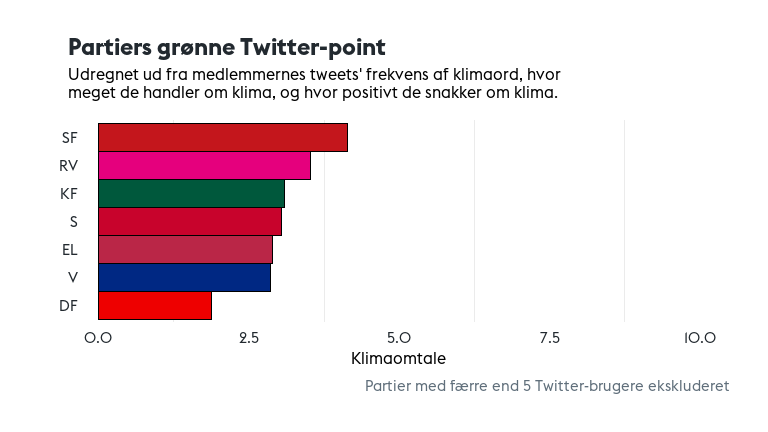 Partiers grønne Twitter-point
Udregnet ud fra medlemmernes tweets' frekvens af klimaord, hvor
meget de handler om klima, og hvor positivt de snakker om klima.
SF
RV
KF
S
EL
V
DF
0.0 2.5 5.0 7.5 10.0
Klimaomtale
Partier med færre end 5 Twitter-brugere ekskluderet